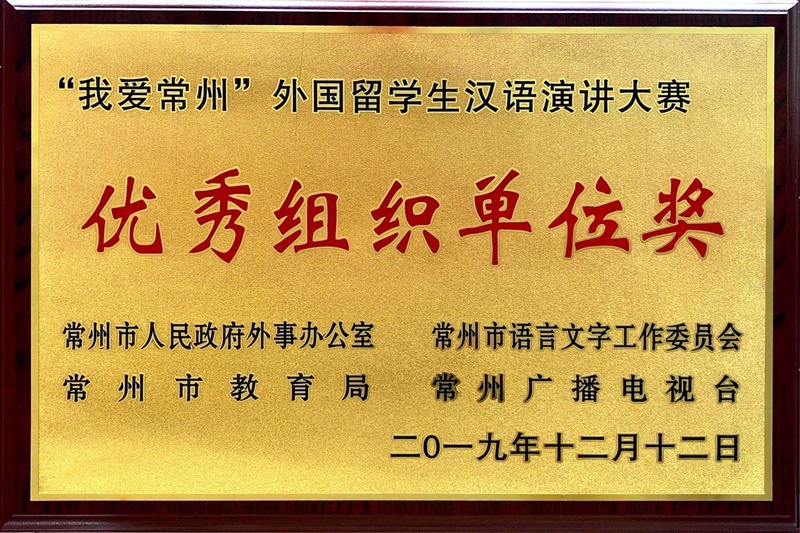 “我爱常州”外国留学生汉语演讲大赛
优秀组织单位奖
常州市人民政府外事办公室 常州市语言文字工作委员会
常州市教育局 常州广播电视台
二〇一九年十二月十二日